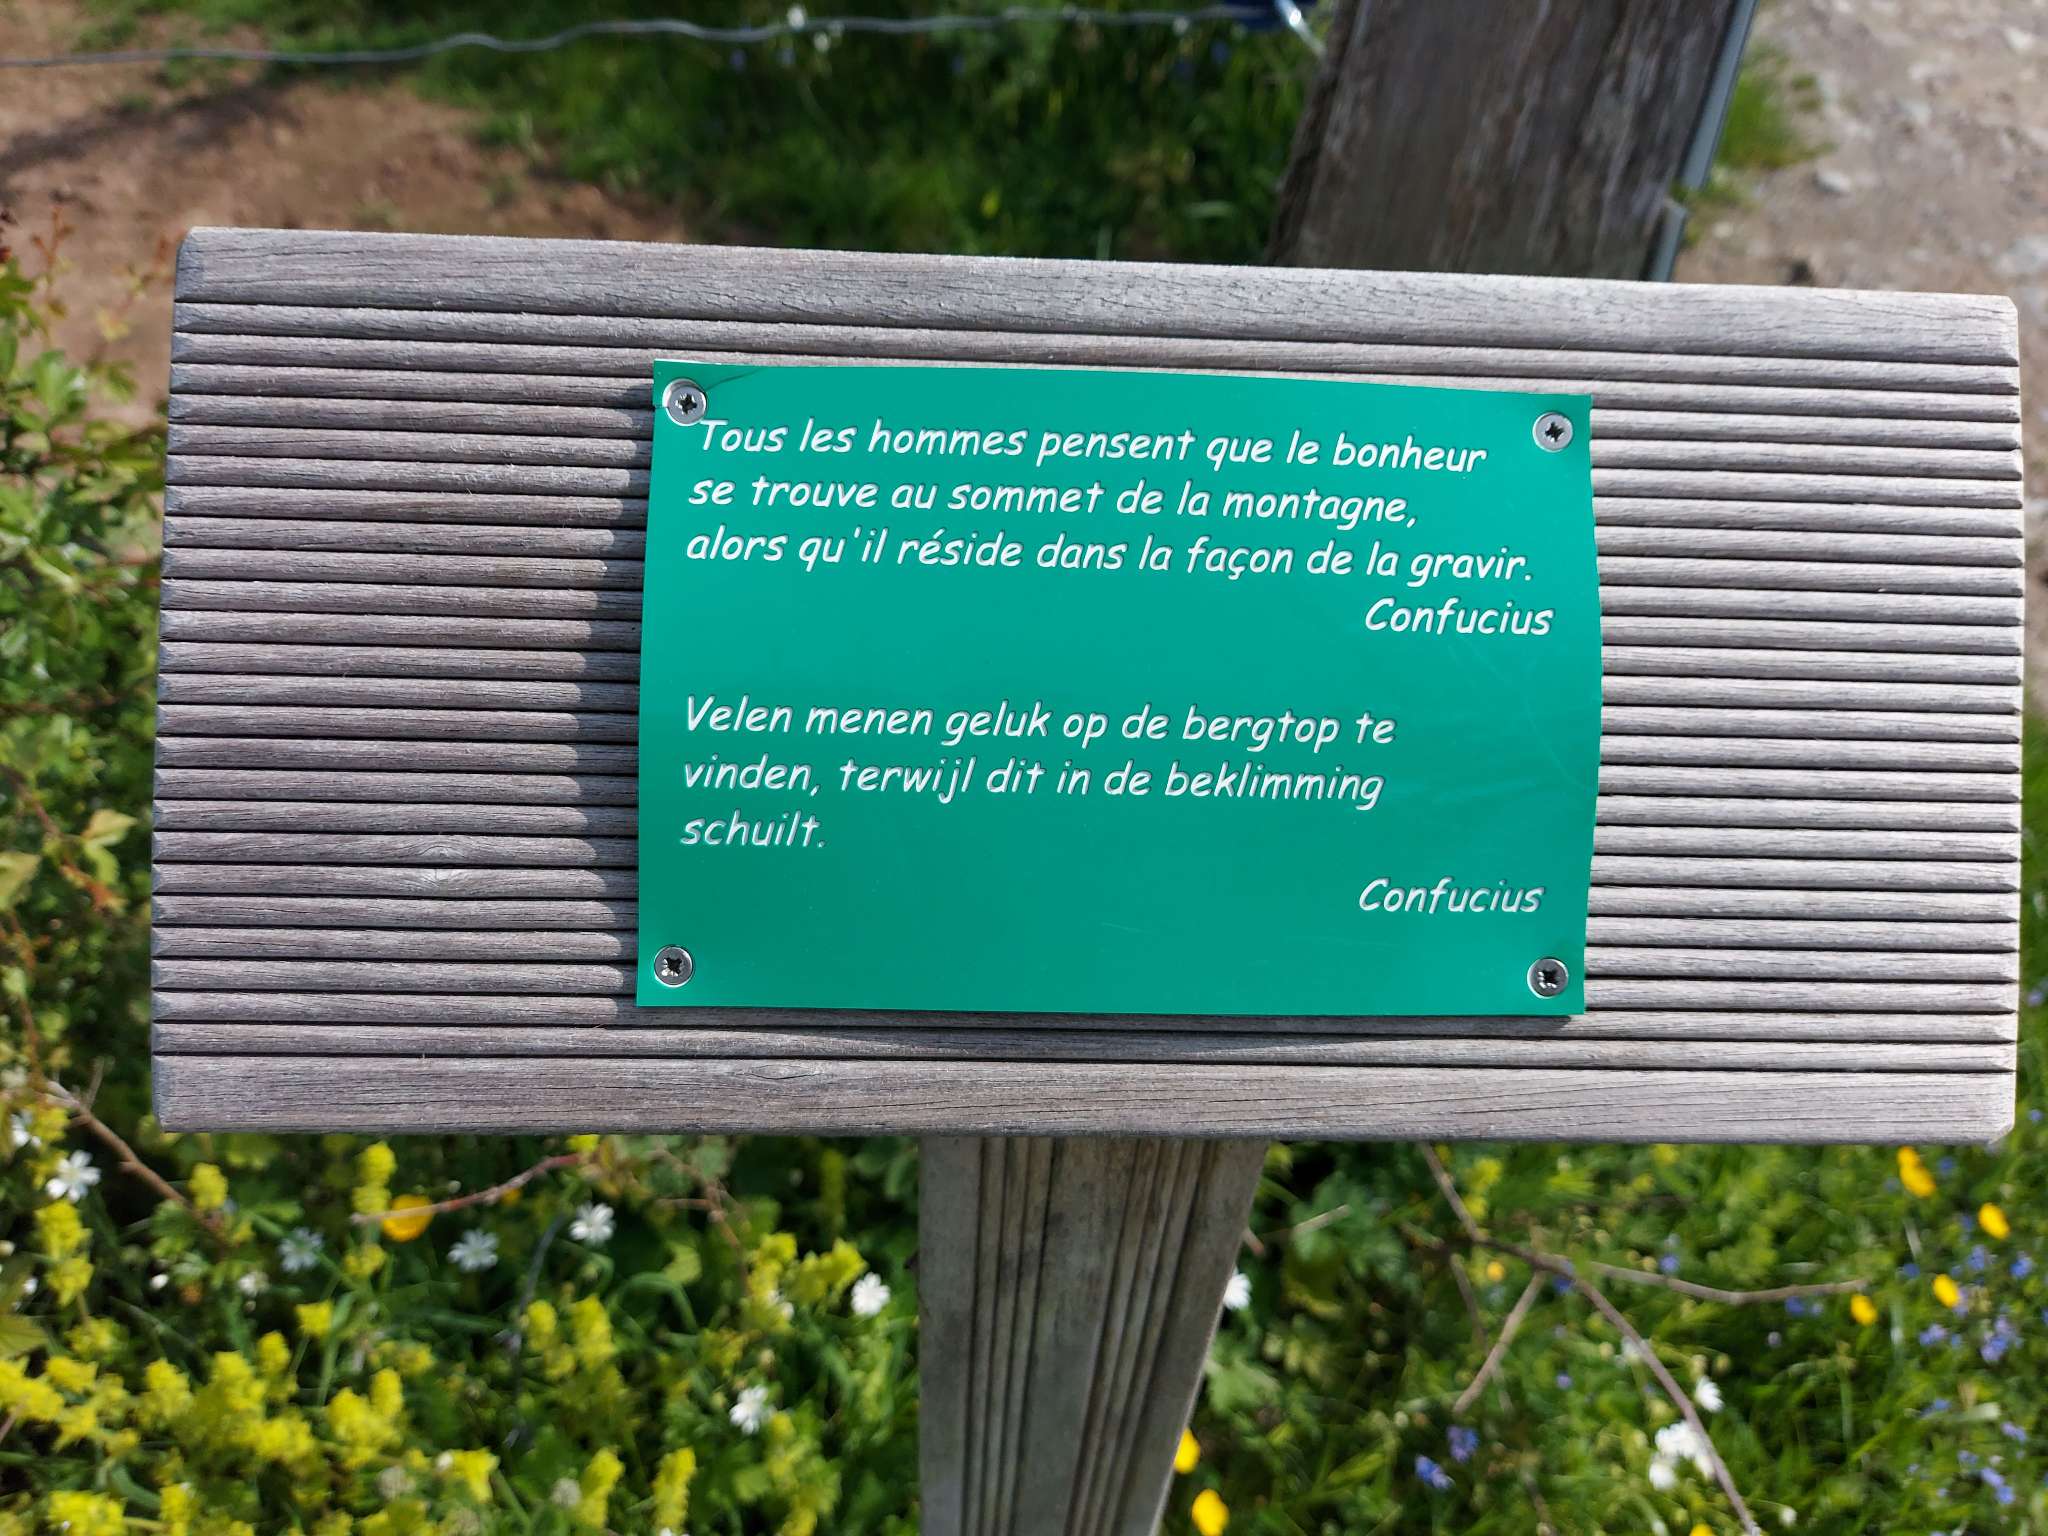 Tous les hommes pensent que le bonheur
se trouve au sommet de la montagne,
alors qu'il réside dans la façon de la gravir.
Confucius
Velen menen geluk op de bergtop te
vinden, terwijl dit in de beklimming
schuilt.
Confucius